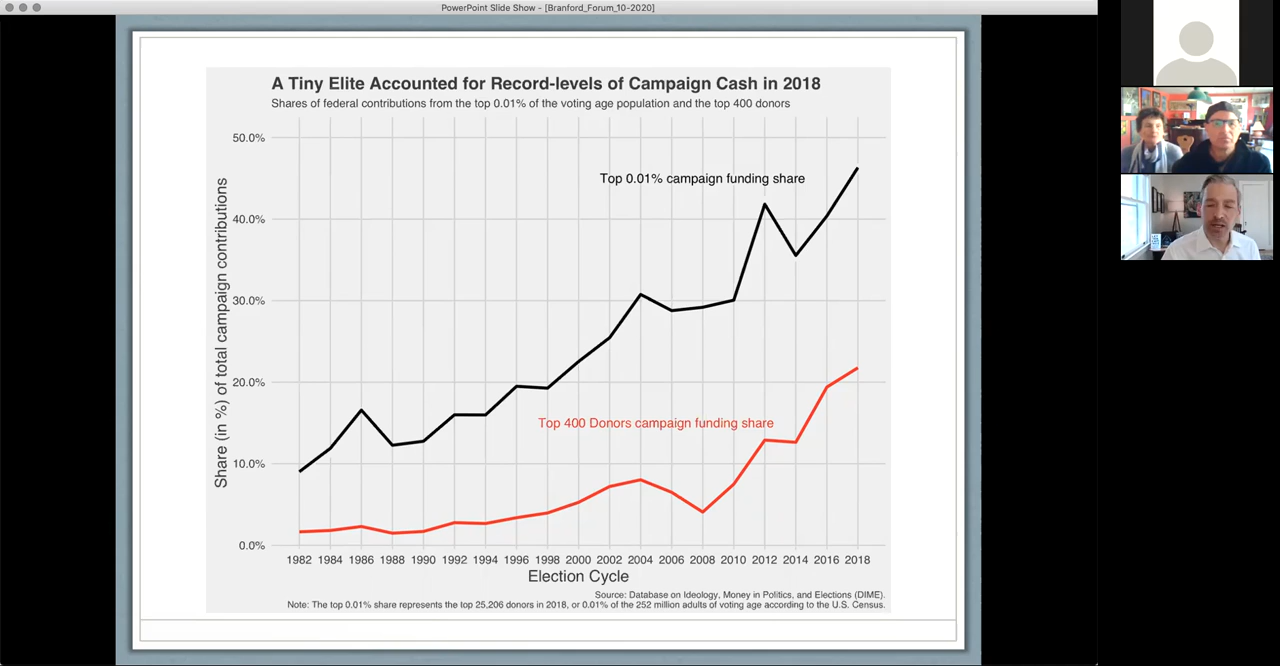 PowerPoint Slide Show - [Branford_Forum_10-2020]
A Tiny Elite Accounted for Record-levels of Campaign Cash in 2018
Shares of federal contributions from the top 0.01% of the voting age population and the top 400 donors
Share (in %) of total campaign contributions
50.0%
40.0%
30.0%
20.0%
10.0%
0.0%
Top 0.01% campaign funding share
Top 400 Donors campaign funding share
1982 1984 1986 1988 1990 1992 1994 1996 1998 2000 2002 2004 2006 2008 2010 2012 2014 2016 2018
Election Cycle
Source: Database on Ideology, Money in Politics, and Elections (DIME).
Note: The top 0.01% share represents the top 25,206 donors in 2018, or 0.01% of the 252 million adults of voting age according to the U.S. Census.